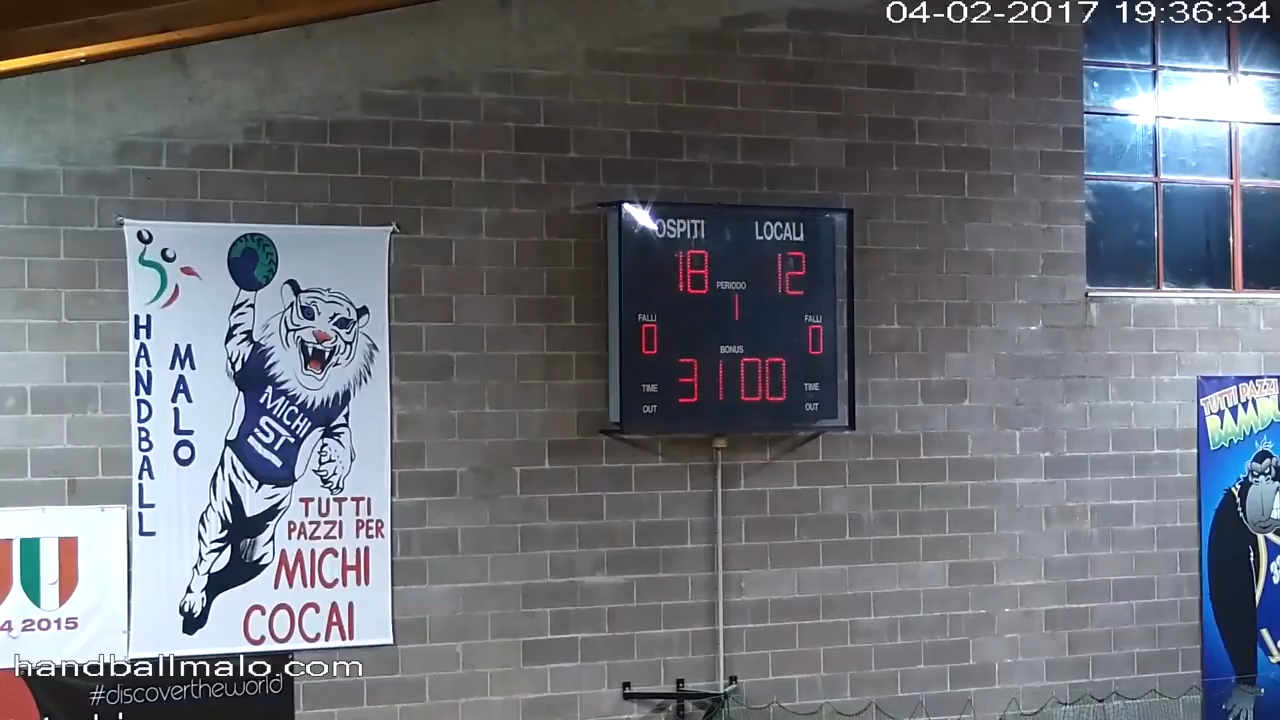 04-02-2017 19:36:34
OSPITI LOCALI
18 12
PERIODO
1
FALLI FALLI
0 0
BONUS
31 00
TIME TIME
OUT OUT
HANDBALL
MALO
MICHI
TUTTI
PAZZI PER
MICHI
COCAI
TUTTI PAZZI
4 2015
handballmalo.com
#discovertheworld